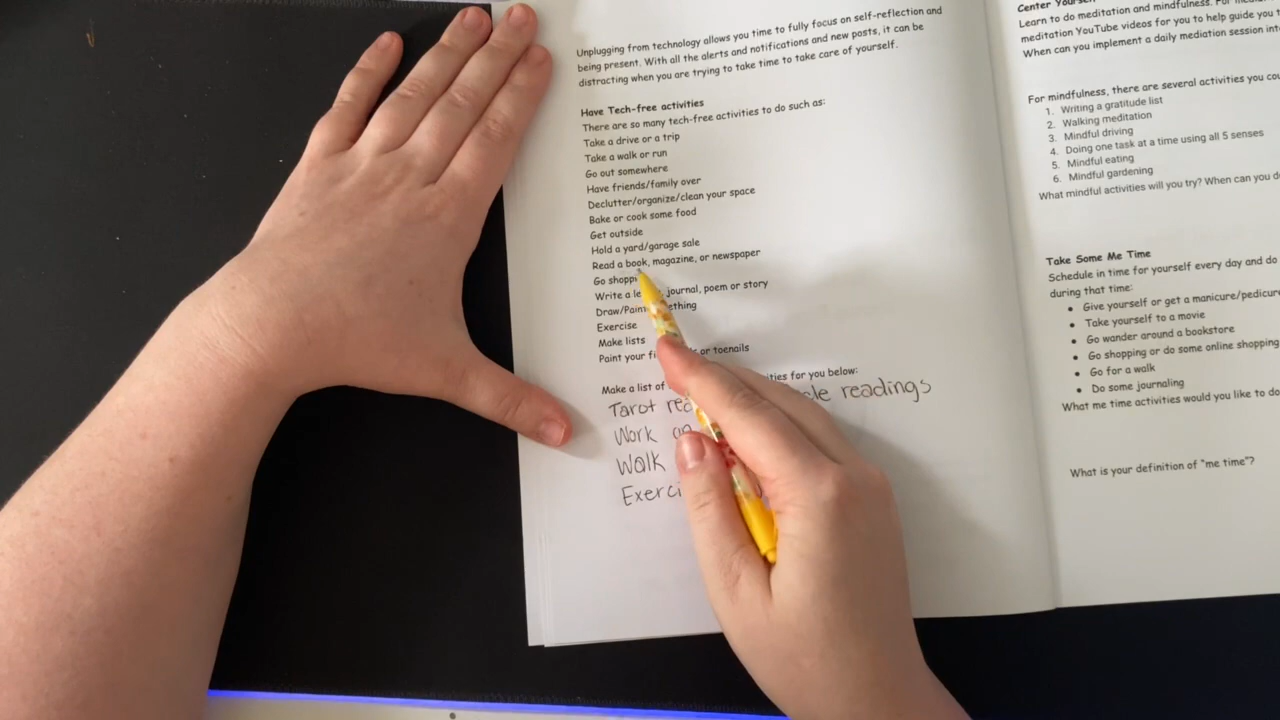 Unplugging from technology allows you time to fully focus on self-reflection and
being present. With all the alerts and notifications and new posts, it can be
distracting when you are trying to take time to take care of yourself.
Have Tech-free activities
There are so many tech-free activities to do such as:
Take a drive or a trip
Take a walk or run
Go out somewhere
Have friends/family over
Declutter/organize/clean your space
Bake or cook some food
Get outside
Hold a yard/garage sale
Read a book, magazine, or newspaper
Go shoppi
Write a le journal, poem or story
Draw/Paint ething
Exercise
Make lists
Paint your fi or toenails
Make a list of ities for you below:
Tarot rea cle readings
Work on
Walk
Exerci
Center Yourself
Learn to do meditation and mindfulness. For
meditation YouTube videos for you to help guide you t
When can you implement a daily mediation session int
For mindfulness, there are several activities you cou
1. Writing a gratitude list
2. Walking meditation
3. Mindful driving
4. Doing one task at a time using all 5 senses
5. Mindful eating
6. Mindful gardening
What mindful activities will you try? When can you d
Take Some Me Time
Schedule in time for yourself every day and do
during that time:
• Give yourself or get a manicure/pedicure
• Take yourself to a movie
• Go wander around a bookstore
• Go shopping or do some online shopping
• Go for a walk
• Do some journaling
What me time activities would you like to do
What is your definition of "me time"?